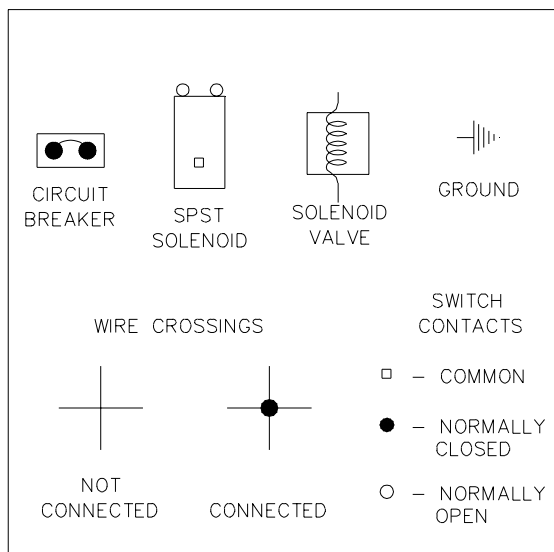 CIRCUIT
BREAKER
SPST
SOLENOID
SOLENOID
VALVE
GROUND
WIRE CROSSINGS
NOT
CONNECTED
CONNECTED
SWITCH
CONTACTS
– COMMON
– NORMALLY
CLOSED
– NORMALLY
OPEN